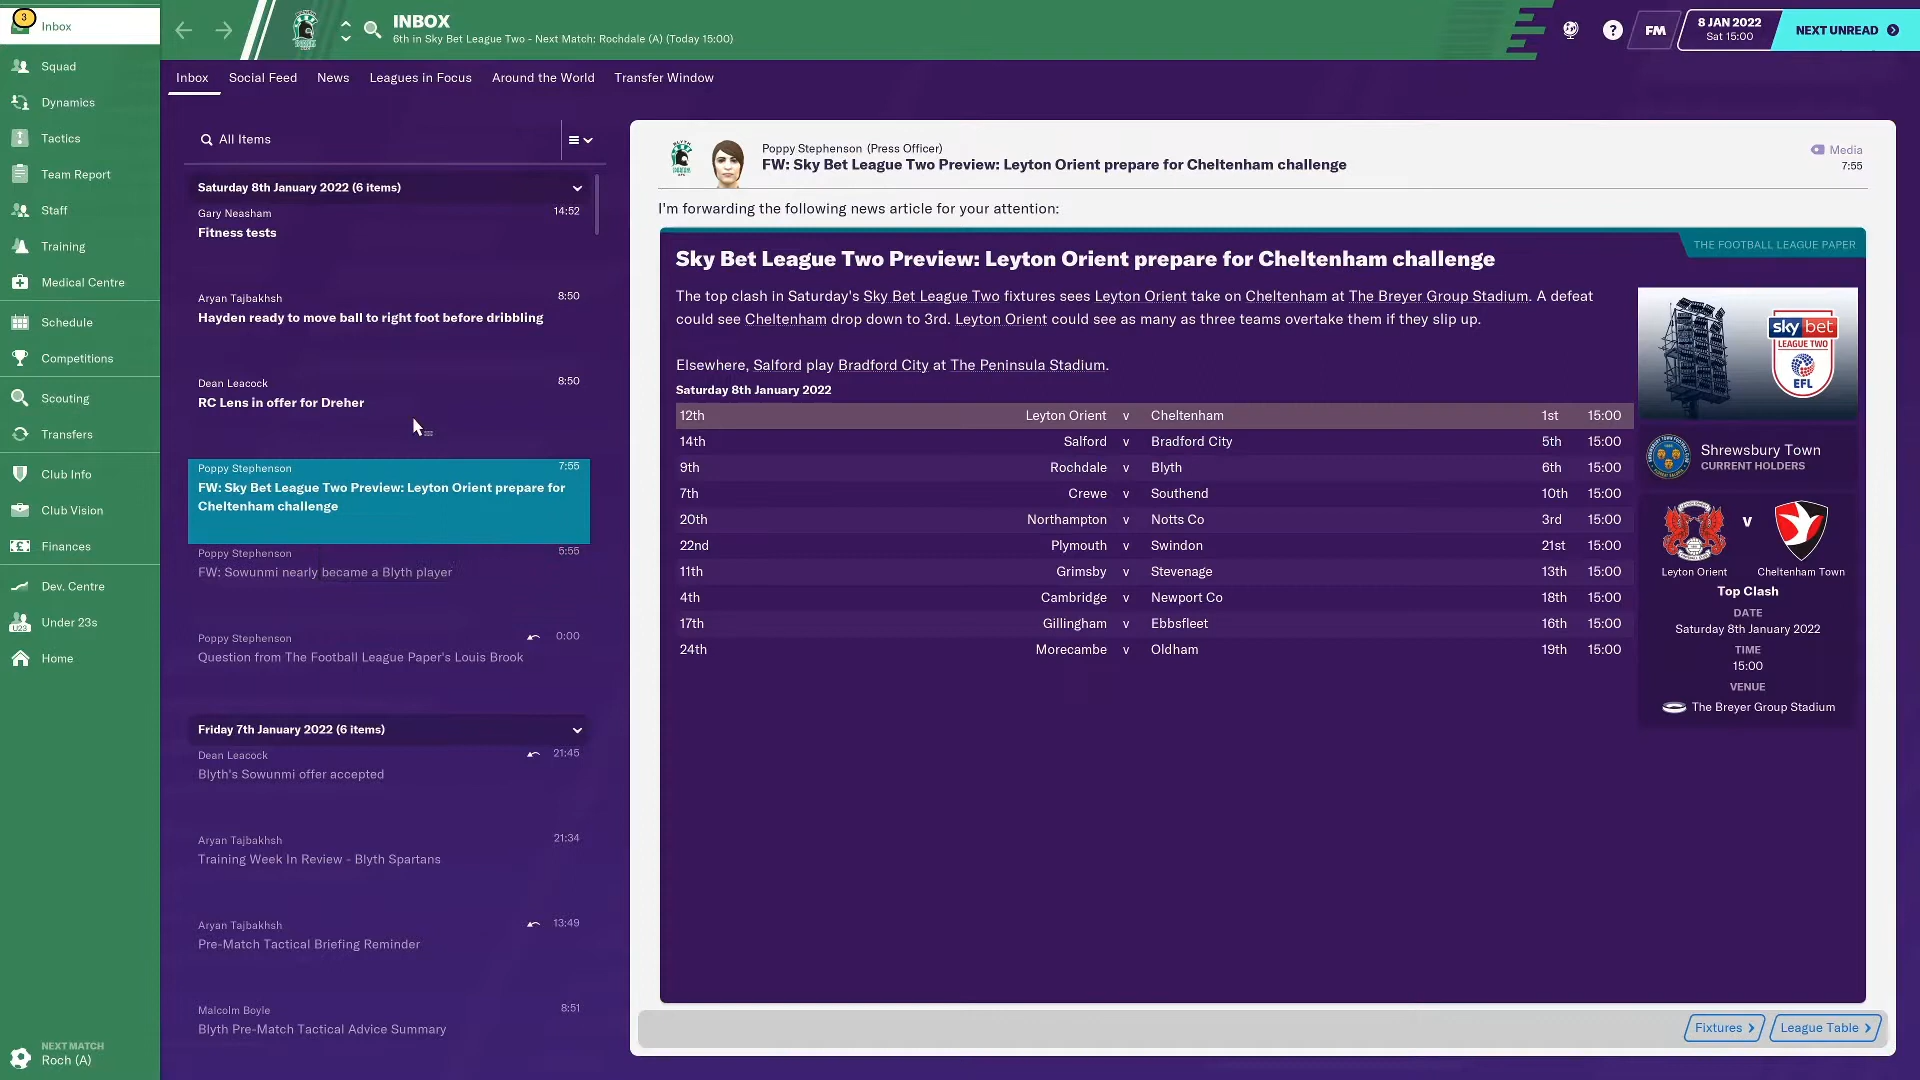 3
Inbox
Squad
Dynamics
Tactics
Team Report
Staff
Training
Medical Centre
Schedule
Competitions
Scouting
Transfers
Club Info
Club Vision
Finances
Dev. Centre
U23
Under 23s
Home
NEXT MATCH
Roch (A)
INBOX
6th in Sky Bet League Two - Next Match: Rochdale (A) (Today 15:00)
?
FM
8 JAN 2022
Sat 15:00
NEXT UNREAD
Inbox Social Feed News Leagues in Focus Around the World Transfer Window
All Items
Saturday 8th January 2022 (6 items)
Gary Neasham 14:52
Fitness tests
Aryan Tajbakhsh 8:50
Hayden ready to move ball to right foot before dribbling
Dean Leacock 8:50
RC Lens in offer for Dreher
Poppy Stephenson 7:55
FW: Sky Bet League Two Preview: Leyton Orient prepare for
Cheltenham challenge
Poppy Stephenson 5:55
FW: Sowunmi nearly became a Blyth player
Poppy Stephenson 0:00
Question from The Football League Paper's Louis Brook
Friday 7th January 2022 (6 items)
Dean Leacock 21:45
Blyth's Sowunmi offer accepted
Aryan Tajbakhsh 21:34
Training Week In Review - Blyth Spartans
Aryan Tajbakhsh 13:49
Pre-Match Tactical Briefing Reminder
Malcolm Boyle 8:51
Blyth Pre-Match Tactical Advice Summary
Poppy Stephenson (Press Officer) Media
FW: Sky Bet League Two Preview: Leyton Orient prepare for Cheltenham challenge 7:55
I'm forwarding the following news article for your attention:
THE FOOTBALL LEAGUE PAPER
Sky Bet League Two Preview: Leyton Orient prepare for Cheltenham challenge
The top clash in Saturday's Sky Bet League Two fixtures sees Leyton Orient take on Cheltenham at The Breyer Group Stadium. A defeat
could see Cheltenham drop down to 3rd. Leyton Orient could see as many as three teams overtake them if they slip up.
Elsewhere, Salford play Bradford City at The Peninsula Stadium.
Saturday 8th January 2022
12th Leyton Orient v Cheltenham 1st 15:00
14th Salford v Bradford City 5th 15:00
9th Rochdale v Blyth 6th 15:00
7th Crewe v Southend 10th 15:00
20th Northampton v Notts Co 3rd 15:00
22nd Plymouth v Swindon 21st 15:00
11th Grimsby v Stevenage 13th 15:00
4th Cambridge v Newport Co 18th 15:00
17th Gillingham v Ebbsfleet 16th 15:00
24th Morecambe v Oldham 19th 15:00
sky bet
LEAGUE TWO
EFL
Shrewsbury Town
CURRENT HOLDERS
v
Leyton Orient Cheltenham Town
Top Clash
DATE
Saturday 8th January 2022
TIME
15:00
VENUE
The Breyer Group Stadium
Fixtures League Table